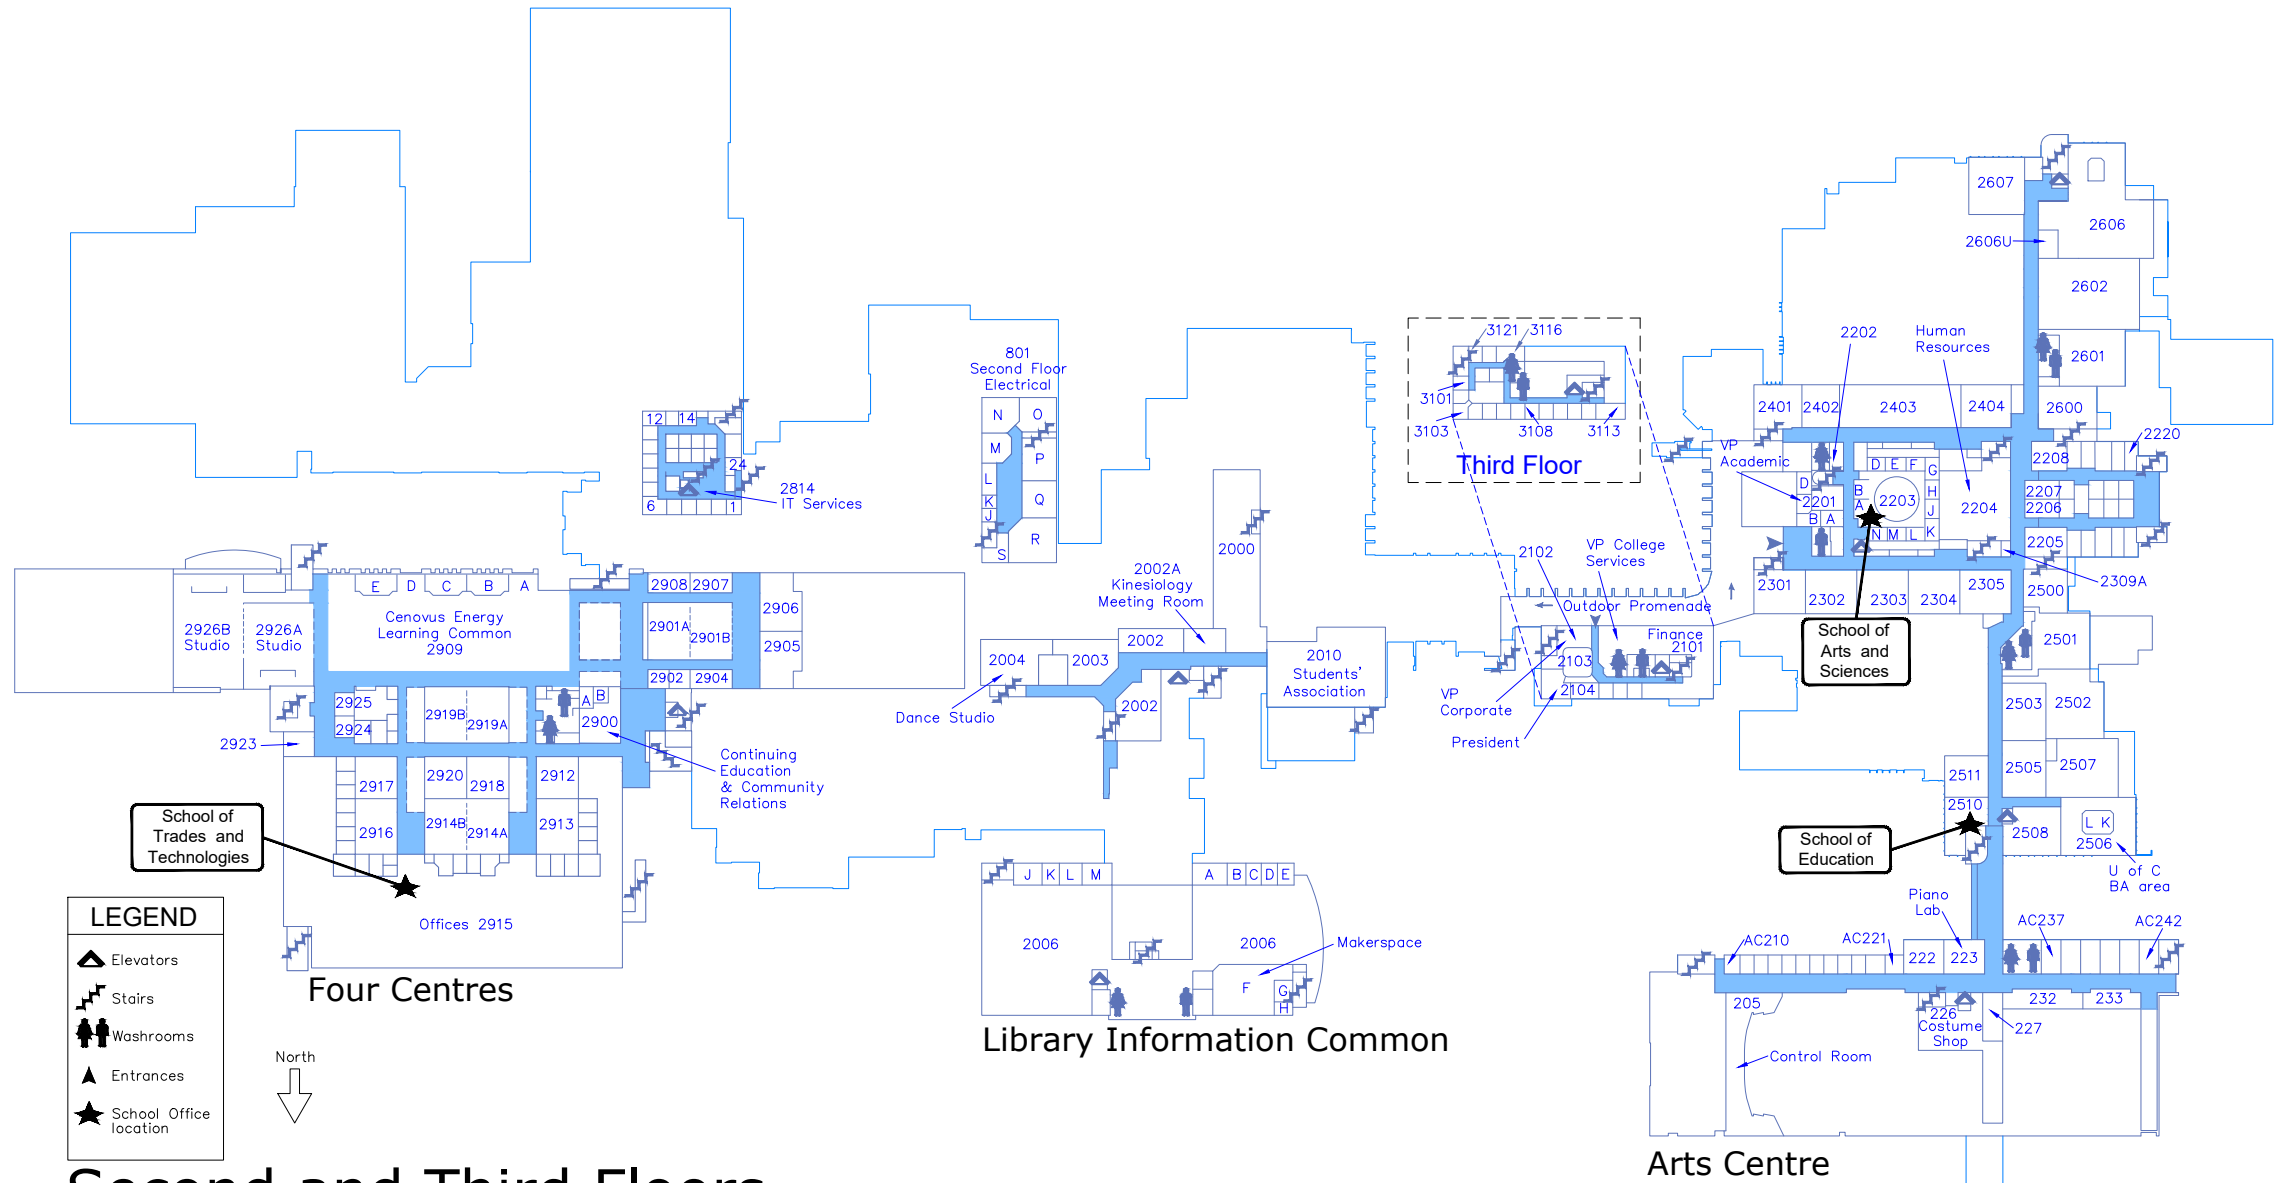 2607
2606
2606U
2602
2601
2600
2202
Human
Resources
3121
3116
3101
3103
3108
3113
Third Floor
801
Second Floor
Electrical
N
O
M
P
L
Q
K
J
R
S
12
14
24
6
1
2814
IT Services
2401
2402
2403
2404
2220
VP
Academic
2208
D
E
F
G
D
2201
B
A
B
A
2203
H
J
K
N
M
L
2204
2207
2206
2205
2309A
2301
2302
2303
2304
2305
2500
School of
Arts and
Sciences
2501
2503
2502
2505
2507
2511
2510
2508
L K
2506
U of C
BA area
School of
Education
2000
2002A
Kinesiology
Meeting Room
2002
2004
2003
2002
Dance Studio
2010
Students'
Association
2102
VP College
Services
Outdoor Promenade
Finance
2101
2103
2104
VP
Corporate
President
E
D
C
B
A
Cenovus Energy
Learning Common
2909
2926B
Studio
2926A
Studio
2908
2907
2906
2901A
2901B
2905
2902
2904
2925
2924
2923
2919B
2919A
A
B
2900
Continuing
Education
& Community
Relations
2917
2920
2918
2912
2916
2914B
2914A
2913
School of
Trades and
Technologies
Offices 2915
Four Centres
LEGEND
Elevators
Stairs
Washrooms
Entrances
School Office
location
North
J
K
L
M
A
B
C
D
E
2006
2006
Makerspace
F
G
H
Library Information Common
Piano
Lab
AC210
AC221
222
223
AC237
AC242
205
226
Costume
Shop
227
232
233
Control Room
Arts Centre
Second and Third Floors